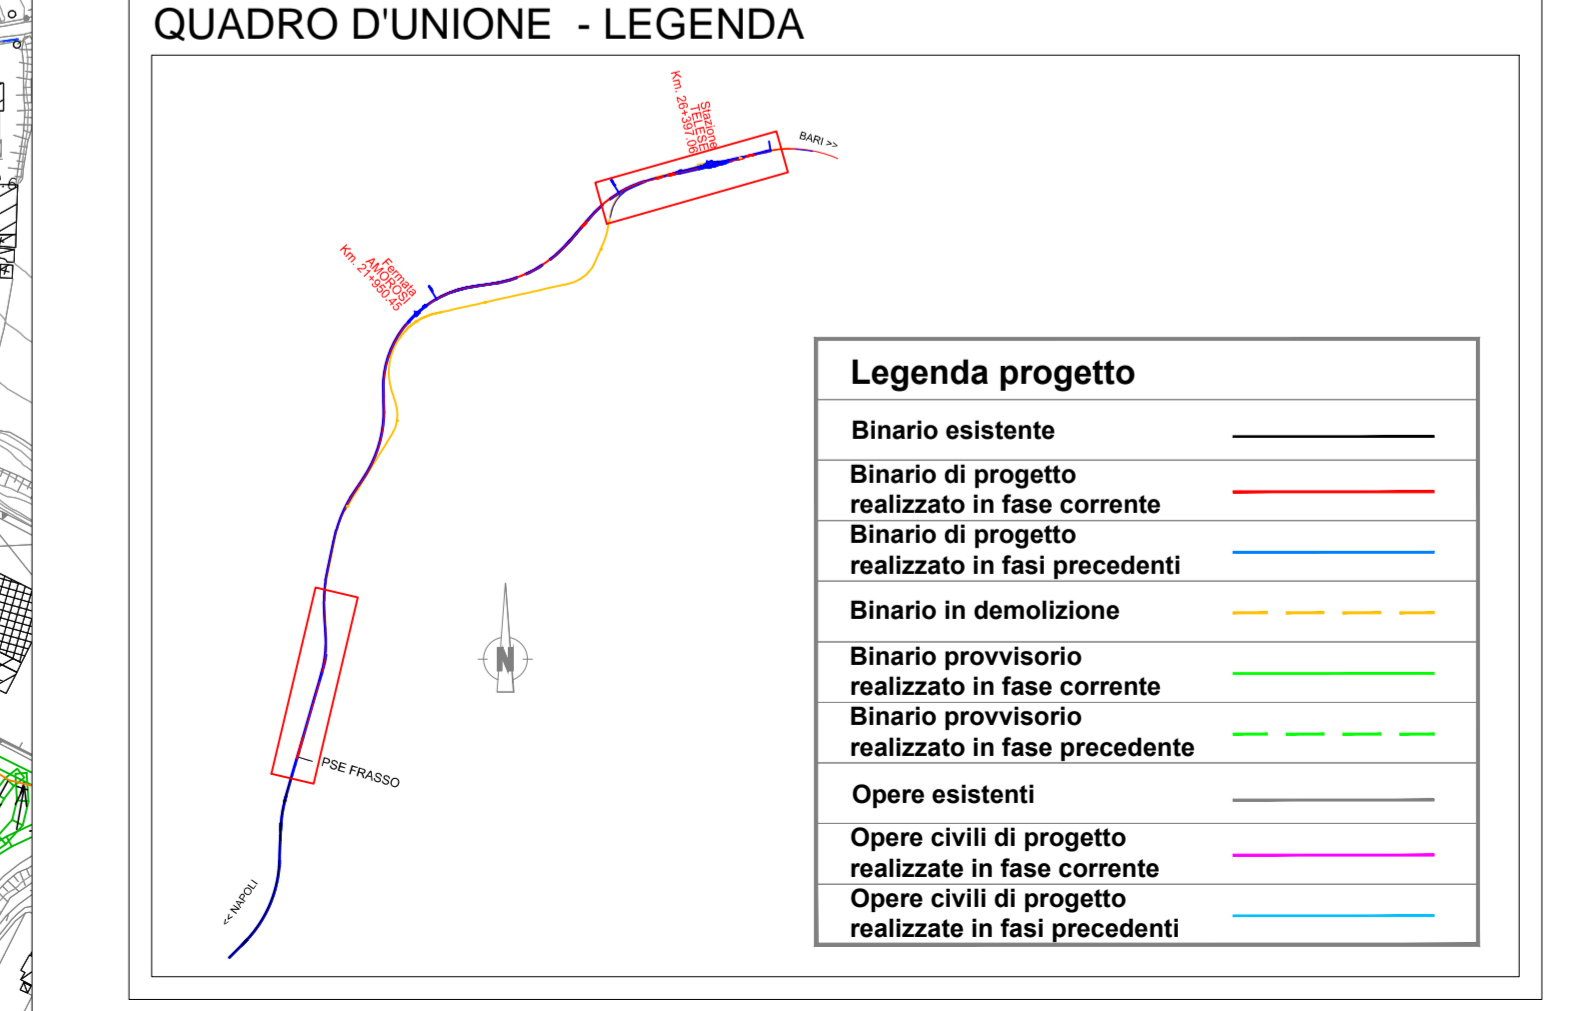 QUADRO D'UNIONE - LEGENDA
Km. 26+397.06
Stazione
TELESE
BARI >>
Fermata
AMOROSI
Km. 21+950.45
PSE FRASSO
<< NAPOLI
N
Legenda progetto
Binario esistente
Binario di progetto
realizzato in fase corrente
Binario di progetto
realizzato in fasi precedenti
Binario in demolizione
Binario provvisorio
realizzato in fase corrente
Binario provvisorio
realizzato in fase precedente
Opere esistenti
Opere civili di progetto
realizzate in fase corrente
Opere civili di progetto
realizzate in fasi precedenti